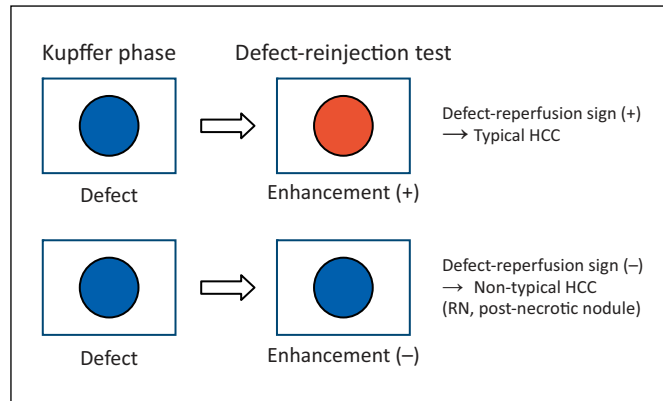 Kupffer phase
Defect-reinjection test
Defect
Enhancement (+)
Defect-reperfusion sign (+)
→ Typical HCC
Defect
Enhancement (–)
Defect-reperfusion sign (–)
→ Non-typical HCC
(RN, post-necrotic nodule)